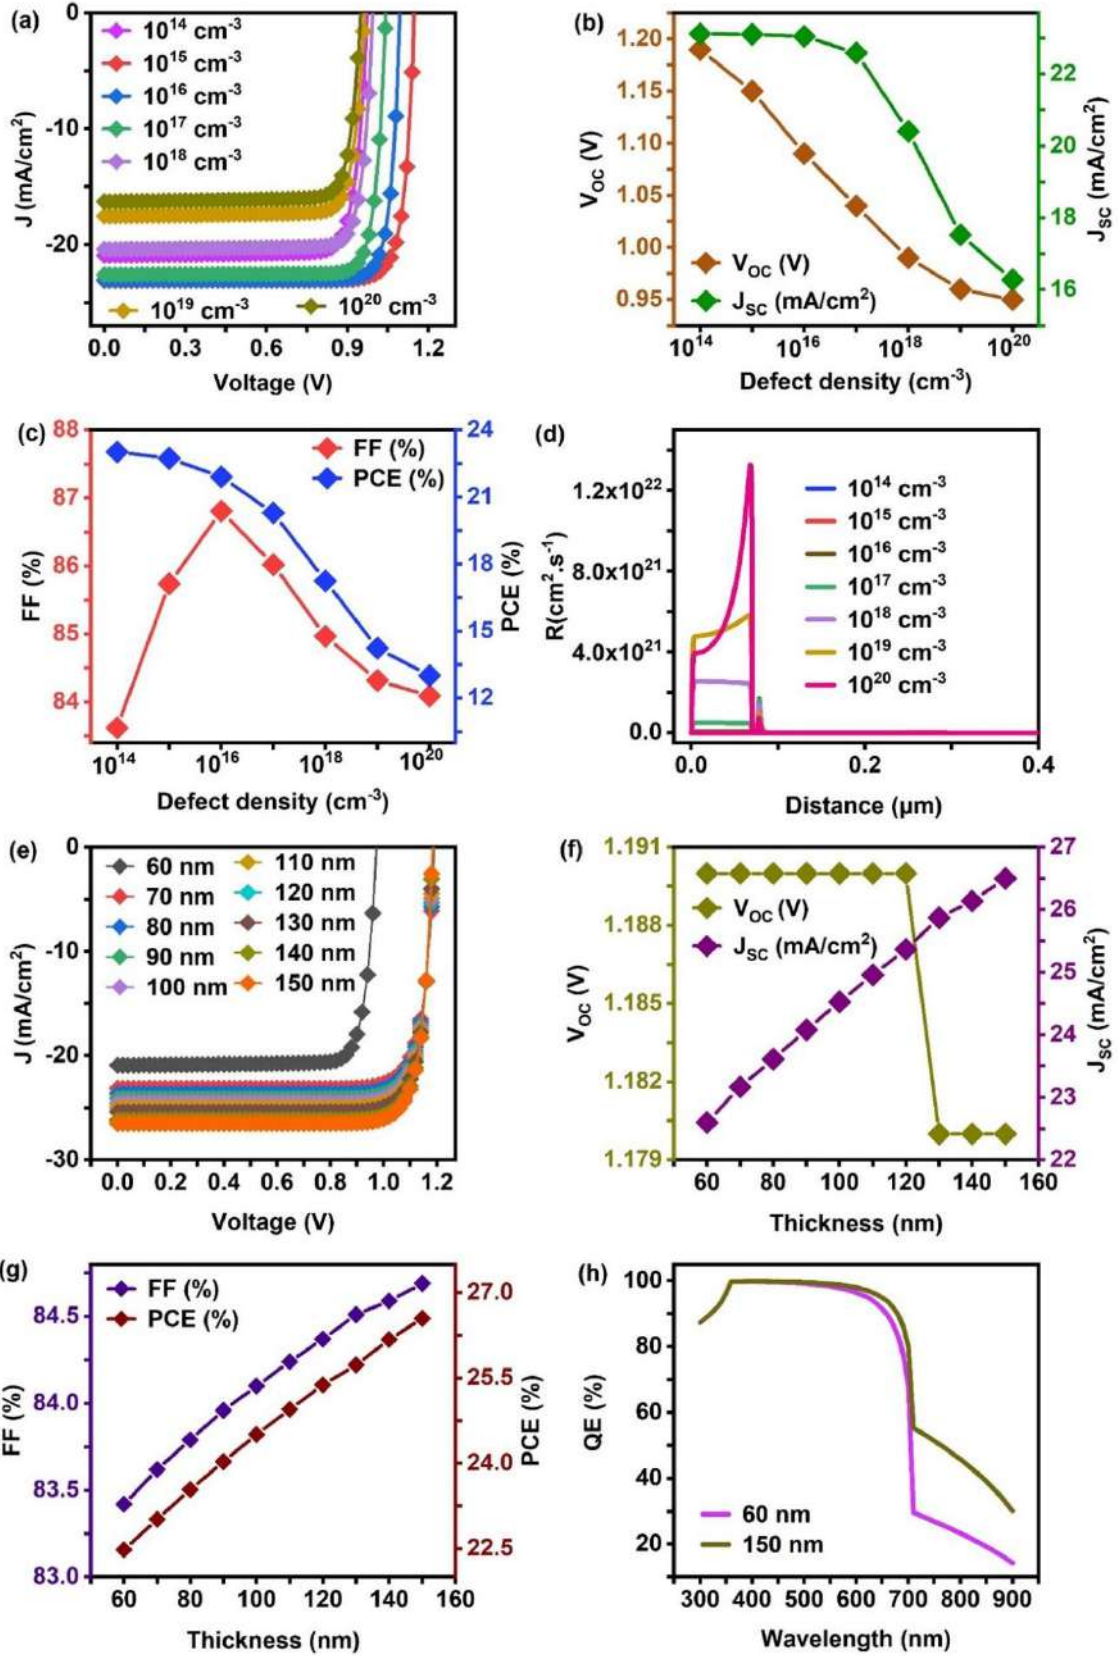 (a)
0
-10
-20
J (mA/cm²)
10¹⁴ cm⁻³
10¹⁵ cm⁻³
10¹⁶ cm⁻³
10¹⁷ cm⁻³
10¹⁸ cm⁻³
10¹⁹ cm⁻³ 10²⁰ cm⁻³
0.0 0.3 0.6 0.9 1.2
Voltage (V)
(b)
1.20
1.15
1.10
1.05
1.00
0.95
V_OC (V)
V_OC (V)
J_SC (mA/cm²)
22
20
18
16
J_SC (mA/cm²)
10¹⁴ 10¹⁶ 10¹⁸ 10²⁰
Defect density (cm⁻³)
(c)
88
87
86
85
84
FF (%)
FF (%)
PCE (%)
24
21
18
15
12
PCE (%)
10¹⁴ 10¹⁶ 10¹⁸ 10²⁰
Defect density (cm⁻³)
(d)
1.2x10²²
8.0x10²¹
4.0x10²¹
0.0
R(cm².s⁻¹)
10¹⁴ cm⁻³
10¹⁵ cm⁻³
10¹⁶ cm⁻³
10¹⁷ cm⁻³
10¹⁸ cm⁻³
10¹⁹ cm⁻³
10²⁰ cm⁻³
0.0 0.2 0.4
Distance (µm)
(e)
0
-10
-20
-30
J (mA/cm²)
60 nm 110 nm
70 nm 120 nm
80 nm 130 nm
90 nm 140 nm
100 nm 150 nm
0.0 0.2 0.4 0.6 0.8 1.0 1.2
Voltage (V)
(f)
1.191
1.188
1.185
1.182
1.179
V_OC (V)
V_OC (V)
J_SC (mA/cm²)
27
26
25
24
23
22
J_SC (mA/cm²)
60 80 100 120 140 160
Thickness (nm)
(g)
84.5
84.0
83.5
83.0
FF (%)
FF (%)
PCE (%)
27.0
25.5
24.0
22.5
PCE (%)
60 80 100 120 140 160
Thickness (nm)
(h)
100
80
60
40
20
QE (%)
60 nm
150 nm
300 400 500 600 700 800 900
Wavelength (nm)